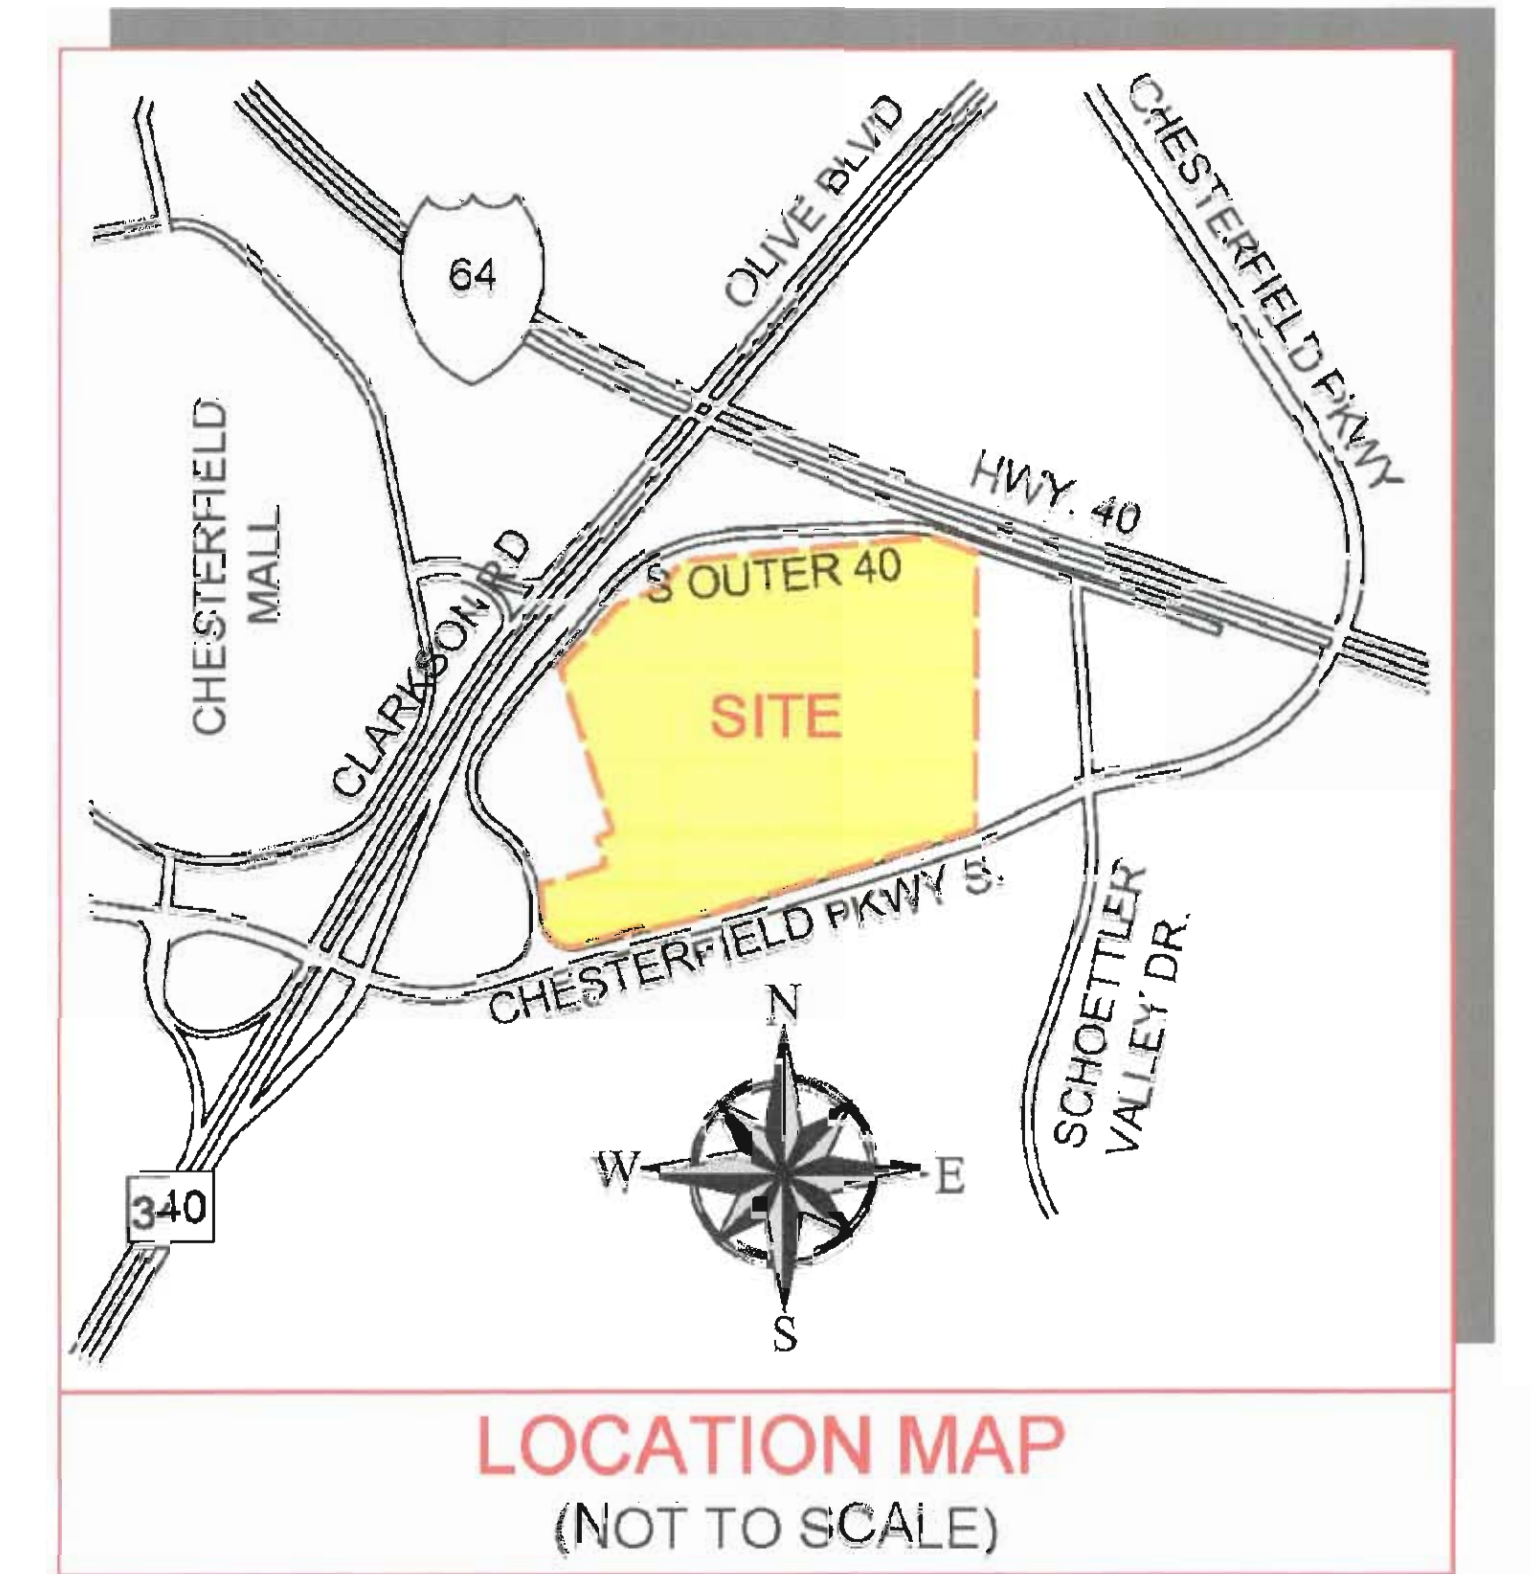 OLIVE BLVD
CHESTERFIELD PKWY
64
HWY. 40
CHESTERFIELD
MALL
CLARKSON RD
S OUTER 40
SITE
CHESTERFIELD PKWY S.
SCHOETTLER
VALLEY DR.
N
W
E
S
340
LOCATION MAP
(NOT TO SCALE)